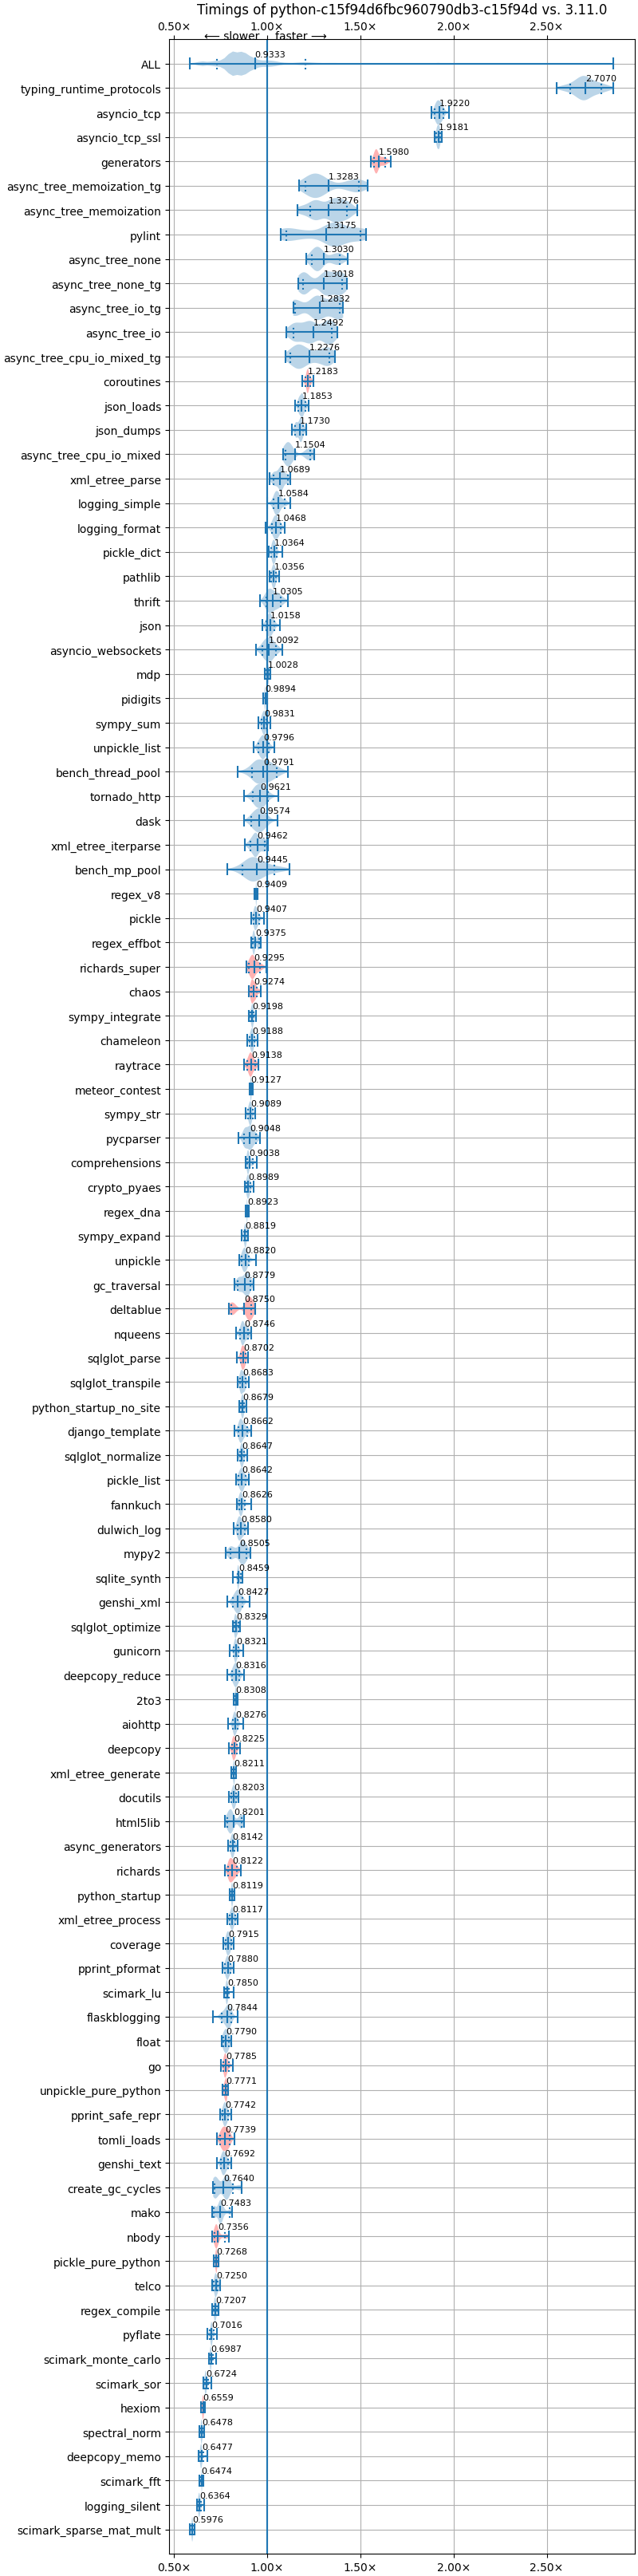 Timings of python-c15f94d6fbc960790db3-c15f94d vs. 3.11.0
0.50× 1.00× 1.50× 2.00× 2.50×
⟵ slower faster ⟶
ALL 0.9333
typing_runtime_protocols 2.7070
asyncio_tcp 1.9220
asyncio_tcp_ssl 1.9181
generators 1.5980
async_tree_memoization_tg 1.3283
async_tree_memoization 1.3276
pylint 1.3175
async_tree_none 1.3030
async_tree_none_tg 1.3018
async_tree_io_tg 1.2832
async_tree_io 1.2492
async_tree_cpu_io_mixed_tg 1.2276
coroutines 1.2183
json_loads 1.1853
json_dumps 1.1730
async_tree_cpu_io_mixed 1.1504
xml_etree_parse 1.0689
logging_simple 1.0584
logging_format 1.0468
pickle_dict 1.0364
pathlib 1.0356
thrift 1.0305
json 1.0158
asyncio_websockets 1.0092
mdp 1.0028
pidigits 0.9894
sympy_sum 0.9831
unpickle_list 0.9796
bench_thread_pool 0.9791
tornado_http 0.9621
dask 0.9574
xml_etree_iterparse 0.9462
bench_mp_pool 0.9445
regex_v8 0.9409
pickle 0.9407
regex_effbot 0.9375
richards_super 0.9295
chaos 0.9274
sympy_integrate 0.9198
chameleon 0.9188
raytrace 0.9138
meteor_contest 0.9127
sympy_str 0.9089
pycparser 0.9048
comprehensions 0.9038
crypto_pyaes 0.8989
regex_dna 0.8923
sympy_expand 0.8819
unpickle 0.8820
gc_traversal 0.8779
deltablue 0.8750
nqueens 0.8746
sqlglot_parse 0.8702
sqlglot_transpile 0.8683
python_startup_no_site 0.8679
django_template 0.8662
sqlglot_normalize 0.8647
pickle_list 0.8642
fannkuch 0.8626
dulwich_log 0.8580
mypy2 0.8505
sqlite_synth 0.8459
genshi_xml 0.8427
sqlglot_optimize 0.8329
gunicorn 0.8321
deepcopy_reduce 0.8316
2to3 0.8308
aiohttp 0.8276
deepcopy 0.8225
xml_etree_generate 0.8211
docutils 0.8203
html5lib 0.8201
async_generators 0.8142
richards 0.8122
python_startup 0.8119
xml_etree_process 0.8117
coverage 0.7915
pprint_pformat 0.7880
scimark_lu 0.7850
flaskblogging 0.7844
float 0.7790
go 0.7785
unpickle_pure_python 0.7771
pprint_safe_repr 0.7742
tomli_loads 0.7739
genshi_text 0.7692
create_gc_cycles 0.7640
mako 0.7483
nbody 0.7356
pickle_pure_python 0.7268
telco 0.7250
regex_compile 0.7207
pyflate 0.7016
scimark_monte_carlo 0.6987
scimark_sor 0.6724
hexiom 0.6559
spectral_norm 0.6478
deepcopy_memo 0.6477
scimark_fft 0.6474
logging_silent 0.6364
scimark_sparse_mat_mult 0.5976
0.50× 1.00× 1.50× 2.00× 2.50×